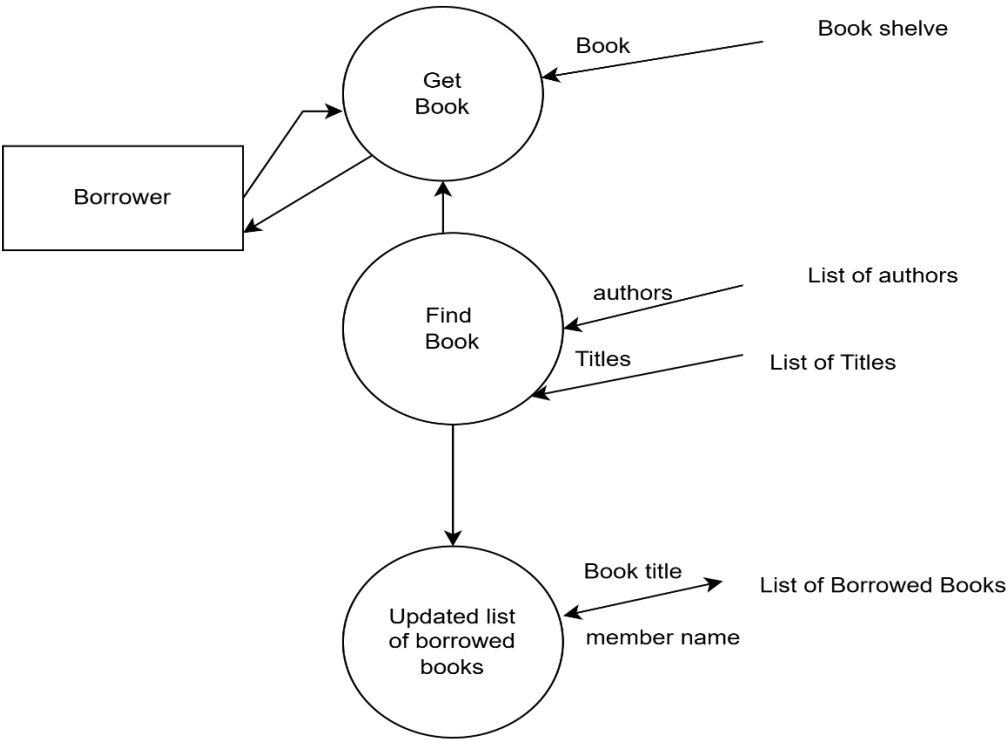 Book shelve
Book
Get
Book
Borrower
List of authors
authors
Find
Book
Titles
List of Titles
Book title
List of Borrowed Books
Updated list
of borrowed
books
member name